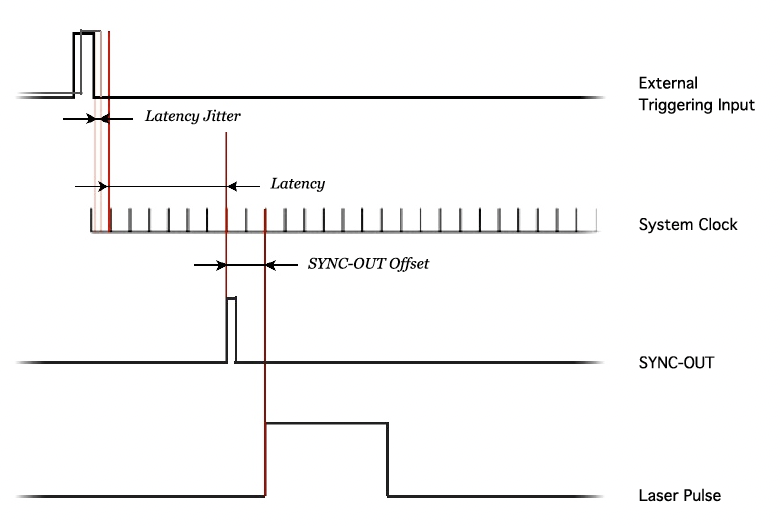 External
Triggering Input
Latency Jitter
Latency
System Clock
SYNC-OUT Offset
SYNC-OUT
Laser Pulse